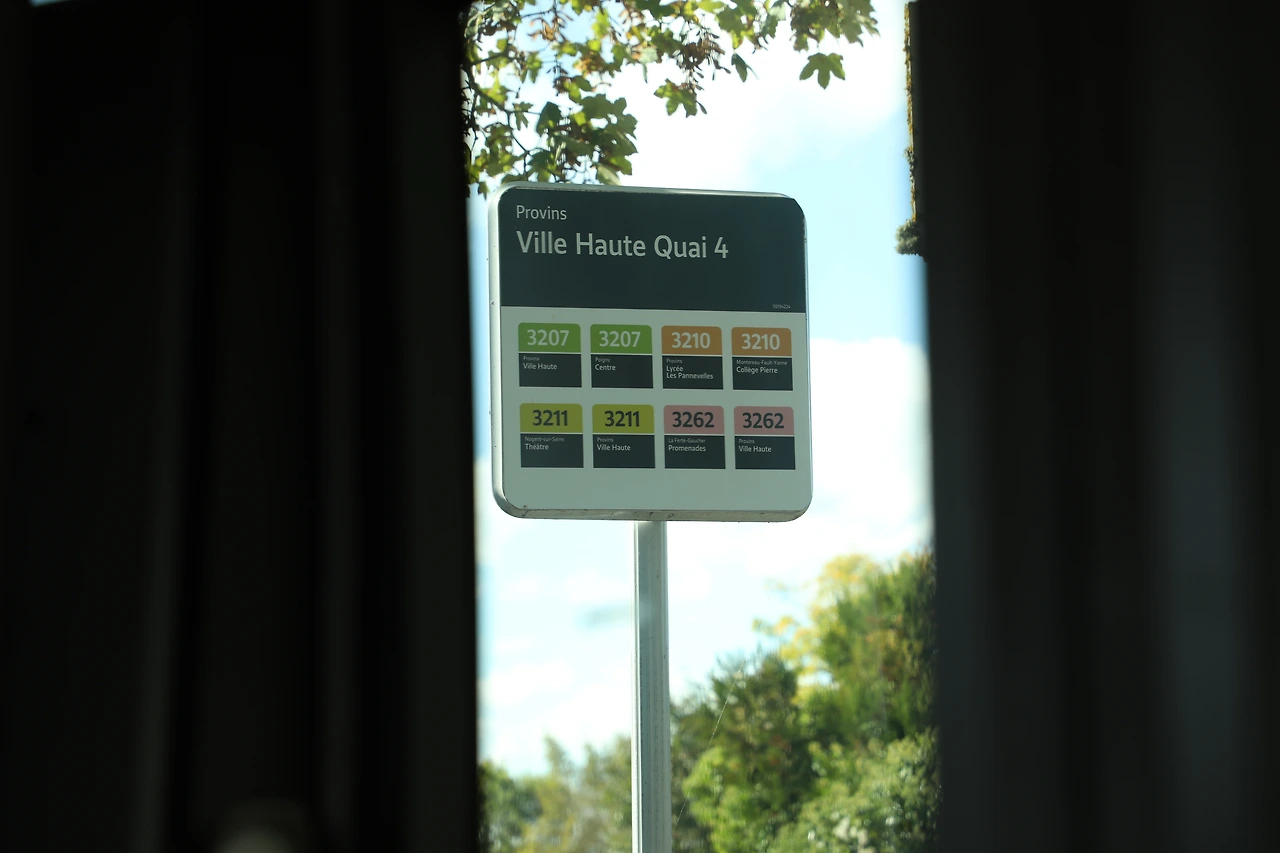 Provins
Ville Haute Quai 4
3207
Provins
Ville Haute
3207
Poigny
Centre
3210
Provins
Lycée
Les Pannevelles
3210
Montereau-Fault-Yonne
Collège Pierre
3211
Nogent-sur-Seine
Théâtre
3211
Provins
Ville Haute
3262
La Ferté-Gaucher
Promenades
3262
Provins
Ville Haute